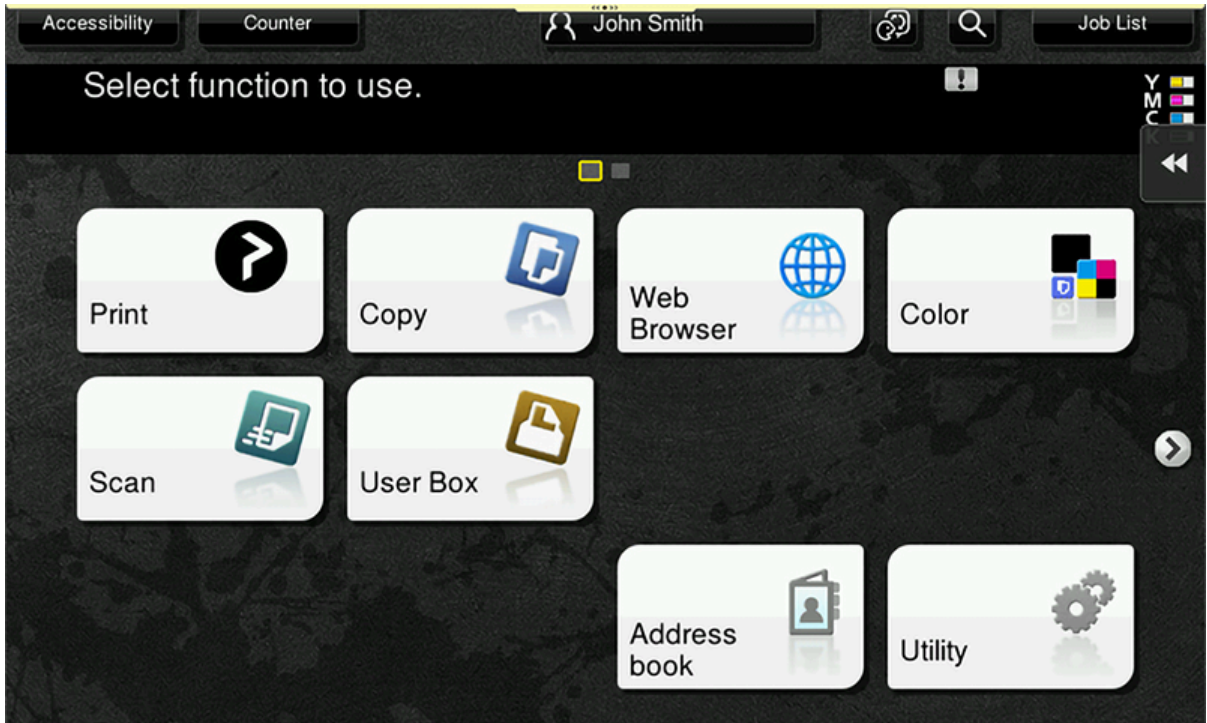 Accessibility
Counter
John Smith
Job List
Select function to use.
Y
M
C
K
Print
Copy
Web
Browser
Color
Scan
User Box
Address
book
Utility